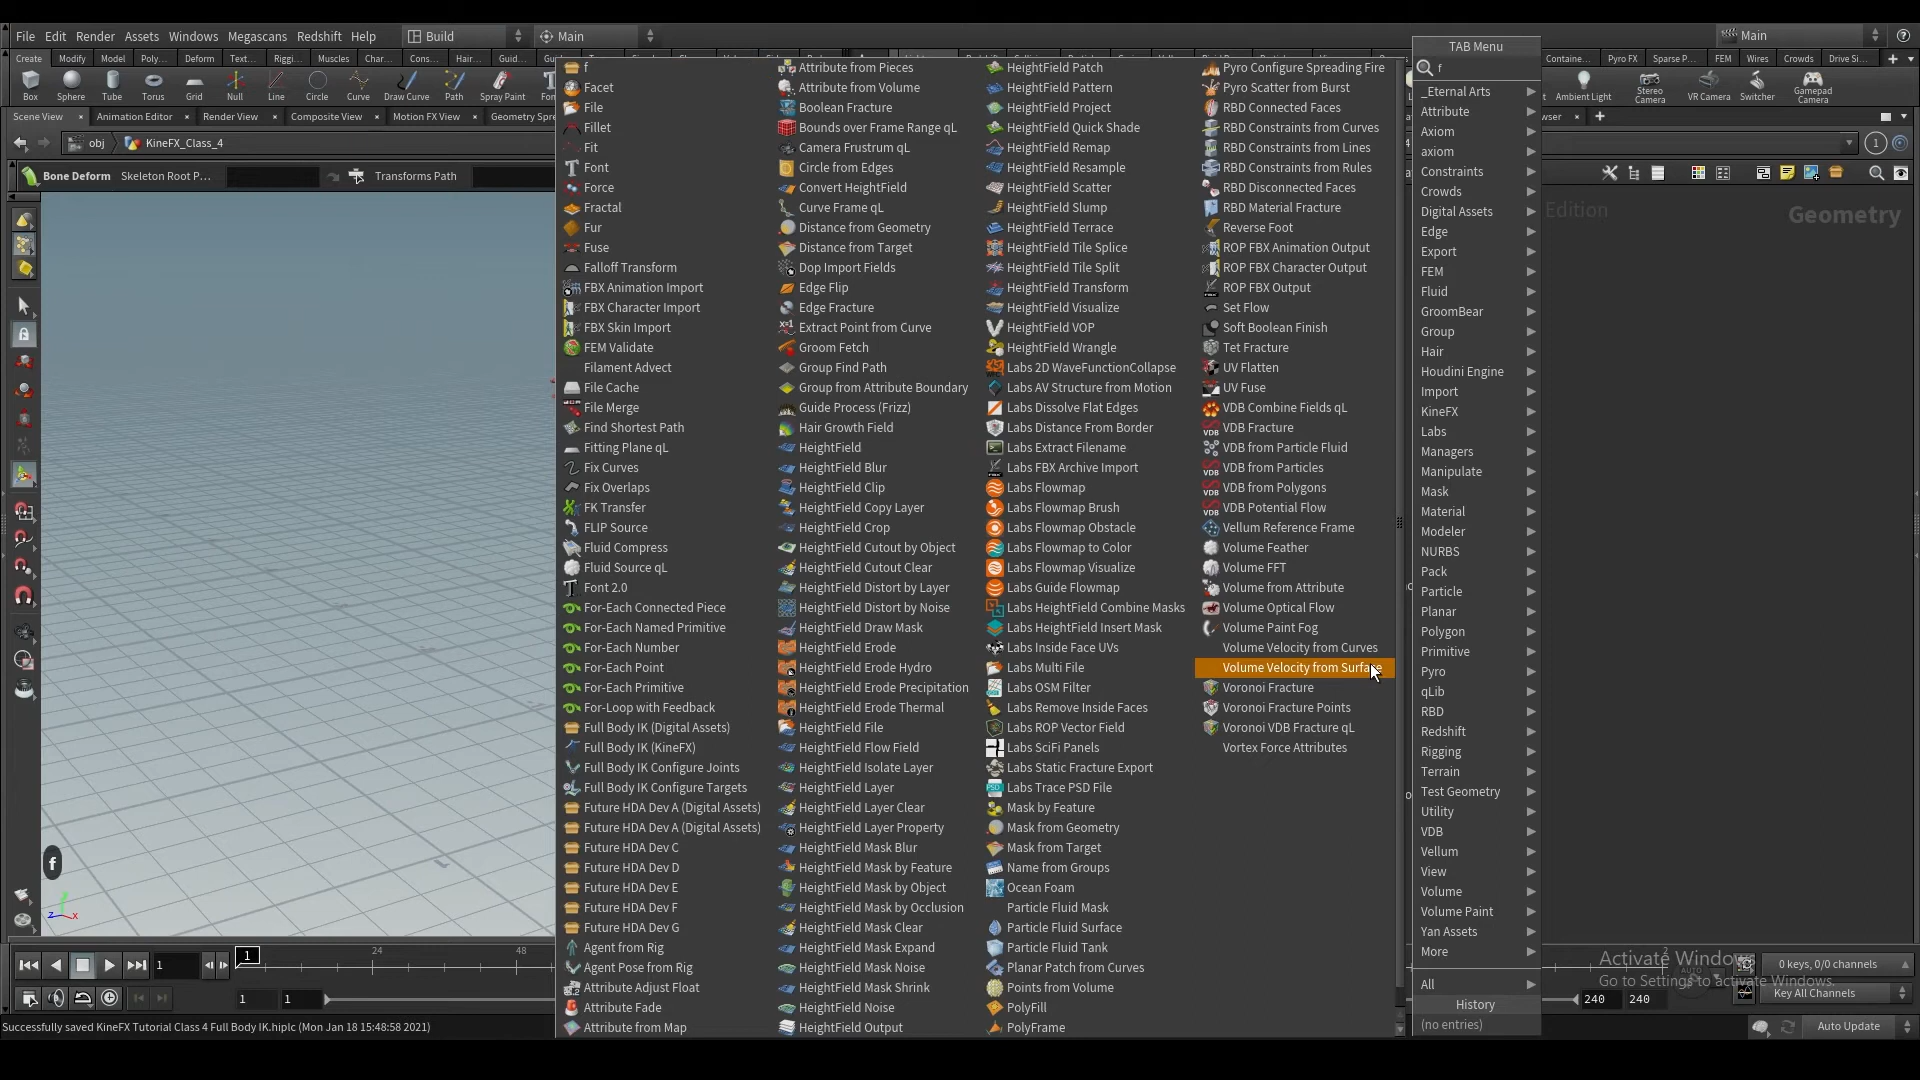 File Edit Render Assets Windows Megascans Redshift Help Build Main Main
TAB Menu
Create Modify Model Poly... Deform Text... Riggi... Muscles Char... Cons... Hair... Guid... Containe... Pyro FX Sparse P... FEM Wires Crowds Drive Si...
Box Sphere Tube Torus Grid Null Line Circle Curve Draw Curve Path Spray Paint Ambient Light Stereo Camera VR Camera Switcher Gamepad Camera
Scene View Animation Editor Render View Composite View Motion FX View Geometry Spre
obj KineFX_Class_4
Bone Deform Skeleton Root P... Transforms Path
Edition Geometry
f
Facet
File
Fillet
Fit
Font
Force
Fractal
Fur
Fuse
Falloff Transform
FBX Animation Import
FBX Character Import
FBX Skin Import
FEM Validate
Filament Advect
File Cache
File Merge
Find Shortest Path
Fitting Plane qL
Fix Curves
Fix Overlaps
FK Transfer
FLIP Source
Fluid Compress
Fluid Source qL
Font 2.0
For-Each Connected Piece
For-Each Named Primitive
For-Each Number
For-Each Point
For-Each Primitive
For-Loop with Feedback
Full Body IK (Digital Assets)
Full Body IK (KineFX)
Full Body IK Configure Joints
Full Body IK Configure Targets
Future HDA Dev A (Digital Assets)
Future HDA Dev A (Digital Assets)
Future HDA Dev C
Future HDA Dev D
Future HDA Dev E
Future HDA Dev F
Future HDA Dev G
Agent from Rig
Agent Pose from Rig
Attribute Adjust Float
Attribute Fade
Attribute from Map
Attribute from Pieces
Attribute from Volume
Boolean Fracture
Bounds over Frame Range qL
Camera Frustrum qL
Circle from Edges
Convert HeightField
Curve Frame qL
Distance from Geometry
Distance from Target
Dop Import Fields
Edge Flip
Edge Fracture
Extract Point from Curve
Groom Fetch
Group Find Path
Group from Attribute Boundary
Guide Process (Frizz)
Hair Growth Field
HeightField
HeightField Blur
HeightField Clip
HeightField Copy Layer
HeightField Crop
HeightField Cutout by Object
HeightField Cutout Clear
HeightField Distort by Layer
HeightField Distort by Noise
HeightField Draw Mask
HeightField Erode
HeightField Erode Hydro
HeightField Erode Precipitation
HeightField Erode Thermal
HeightField File
HeightField Flow Field
HeightField Isolate Layer
HeightField Layer
HeightField Layer Clear
HeightField Layer Property
HeightField Mask Blur
HeightField Mask by Feature
HeightField Mask by Object
HeightField Mask by Occlusion
HeightField Mask Clear
HeightField Mask Expand
HeightField Mask Noise
HeightField Mask Shrink
HeightField Noise
HeightField Output
HeightField Patch
HeightField Pattern
HeightField Project
HeightField Quick Shade
HeightField Remap
HeightField Resample
HeightField Scatter
HeightField Slump
HeightField Terrace
HeightField Tile Splice
HeightField Tile Split
HeightField Transform
HeightField Visualize
HeightField VOP
HeightField Wrangle
Labs 2D WaveFunctionCollapse
Labs AV Structure from Motion
Labs Dissolve Flat Edges
Labs Distance From Border
Labs Extract Filename
Labs FBX Archive Import
Labs Flowmap
Labs Flowmap Brush
Labs Flowmap Obstacle
Labs Flowmap to Color
Labs Flowmap Visualize
Labs Guide Flowmap
Labs HeightField Combine Masks
Labs HeightField Insert Mask
Labs Inside Face UVs
Labs Multi File
Labs OSM Filter
Labs Remove Inside Faces
Labs ROP Vector Field
Labs SciFi Panels
Labs Static Fracture Export
Labs Trace PSD File
Mask by Feature
Mask from Geometry
Mask from Target
Name from Groups
Ocean Foam
Particle Fluid Mask
Particle Fluid Surface
Particle Fluid Tank
Planar Patch from Curves
Points from Volume
PolyFill
PolyFrame
Pyro Configure Spreading Fire
Pyro Scatter from Burst
RBD Connected Faces
RBD Constraints from Curves
RBD Constraints from Lines
RBD Constraints from Rules
RBD Disconnected Faces
RBD Material Fracture
Reverse Foot
ROP FBX Animation Output
ROP FBX Character Output
ROP FBX Output
Set Flow
Soft Boolean Finish
Tet Fracture
UV Flatten
UV Fuse
VDB Combine Fields qL
VDB Fracture
VDB from Particle Fluid
VDB from Particles
VDB from Polygons
VDB Potential Flow
Vellum Reference Frame
Volume Feather
Volume FFT
Volume from Attribute
Volume Optical Flow
Volume Paint Fog
Volume Velocity from Curves
Volume Velocity from Surface
Voronoi Fracture
Voronoi Fracture Points
Voronoi VDB Fracture qL
Vortex Force Attributes
f
_Eternal Arts
Attribute
Axiom
axiom
Constraints
Crowds
Digital Assets
Edge
Export
FEM
Fluid
GroomBear
Group
Hair
Houdini Engine
Import
KineFX
Labs
Managers
Manipulate
Mask
Material
Modeler
NURBS
Pack
Particle
Planar
Polygon
Primitive
Pyro
qLib
RBD
Redshift
Rigging
Terrain
Test Geometry
Utility
VDB
Vellum
View
Volume
Volume Paint
Yan Assets
More
All
History
(no entries)
f
z y x
1 1 24 48
1 1
Activate Windows
Go to Settings to activate Windows.
0 keys, 0/0 channels
240 240 Key All Channels
Successfully saved KineFX Tutorial Class 4 Full Body IK.hiplc (Mon Jan 18 15:48:58 2021)
Auto Update